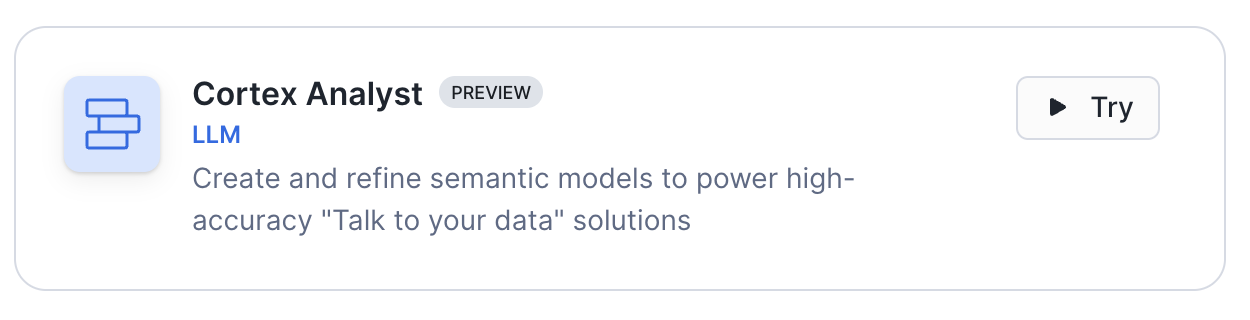 Cortex Analyst PREVIEW
LLM
Create and refine semantic models to power high-
accuracy "Talk to your data" solutions
Try